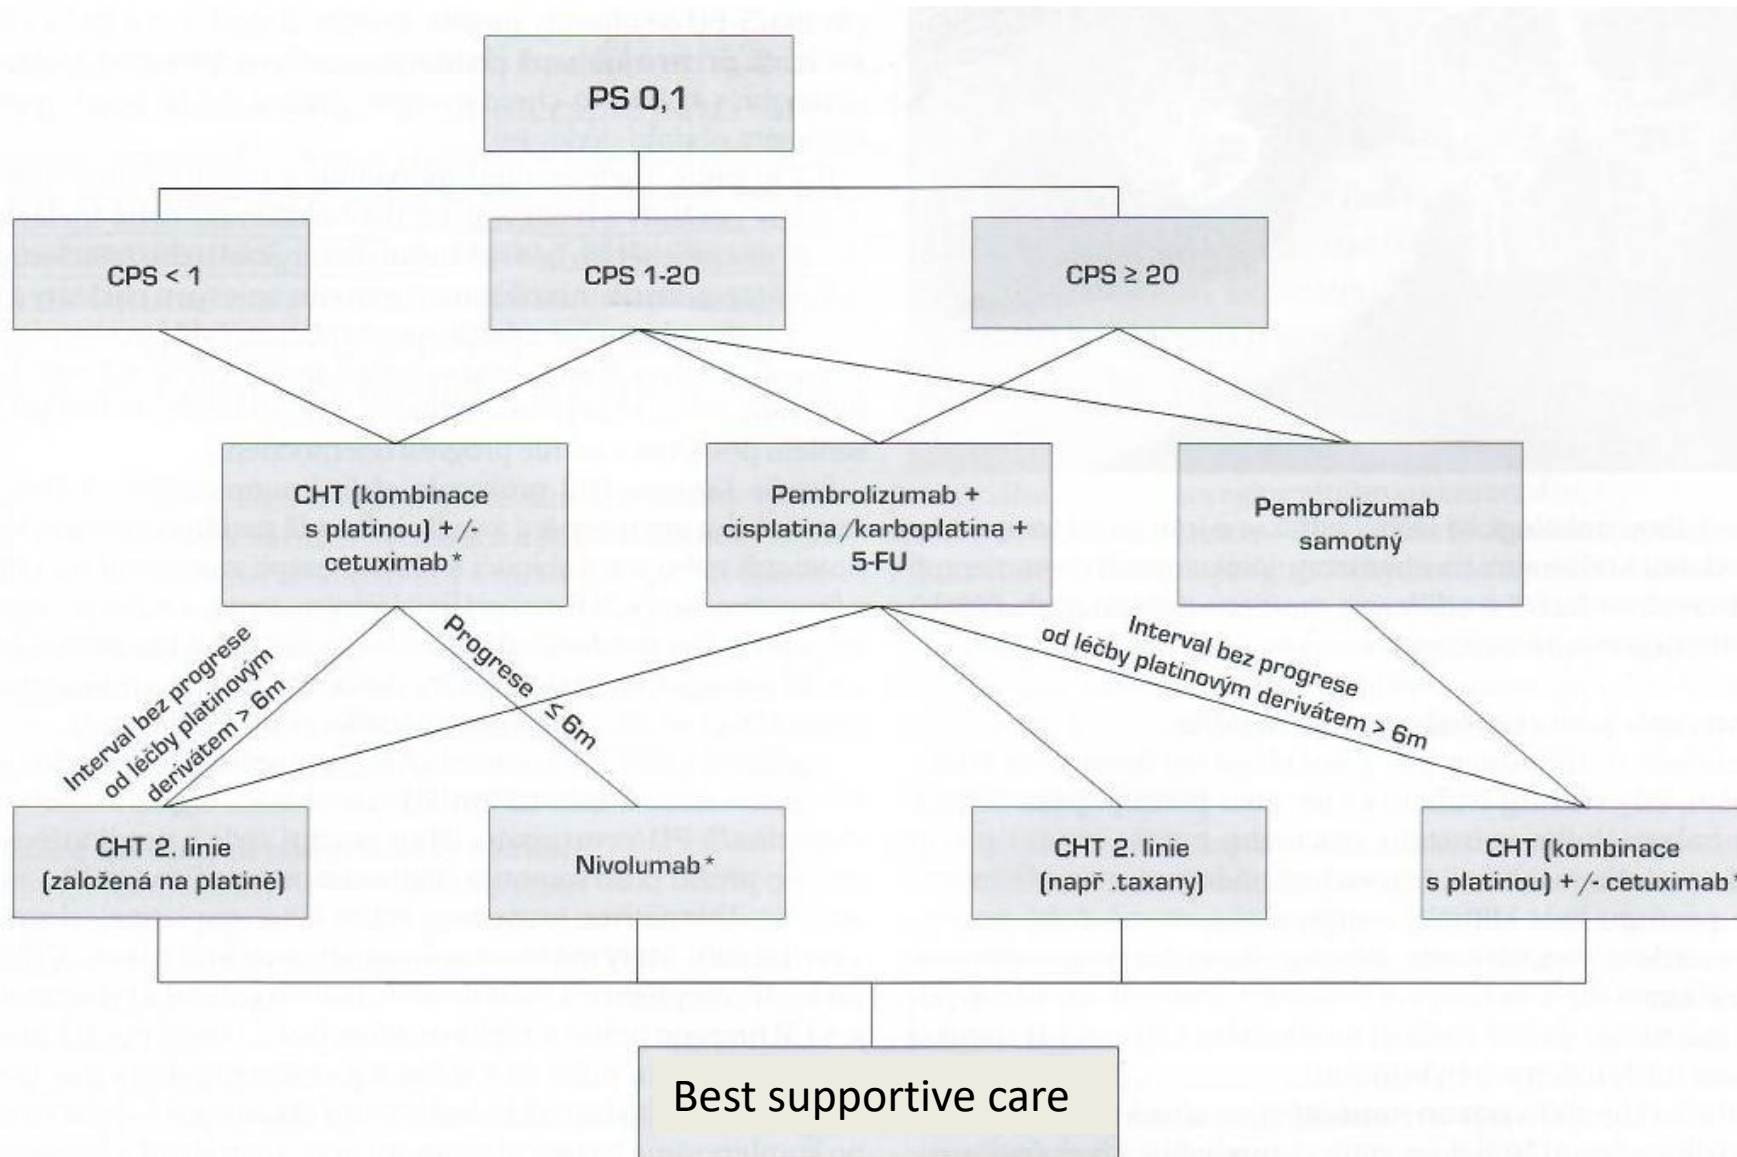 PS 0,1
CPS < 1
CPS 1-20
CPS ≥ 20
CHT (kombinace
s platinou) + /-
cetuximab*
Pembrolizumab +
cisplatina/karboplatina +
5-FU
Pembrolizumab
samotný
Interval bez progrese
od léčby platinovým
derivátem > 6m
Progrese ≤ 6m
Interval bez progrese
od léčby platinovým derivátem > 6m
CHT 2. linie
(založená na platině)
Nivolumab*
CHT 2. linie
(např. taxany)
CHT (kombinace
s platinou) + /- cetuximab*
Best supportive care